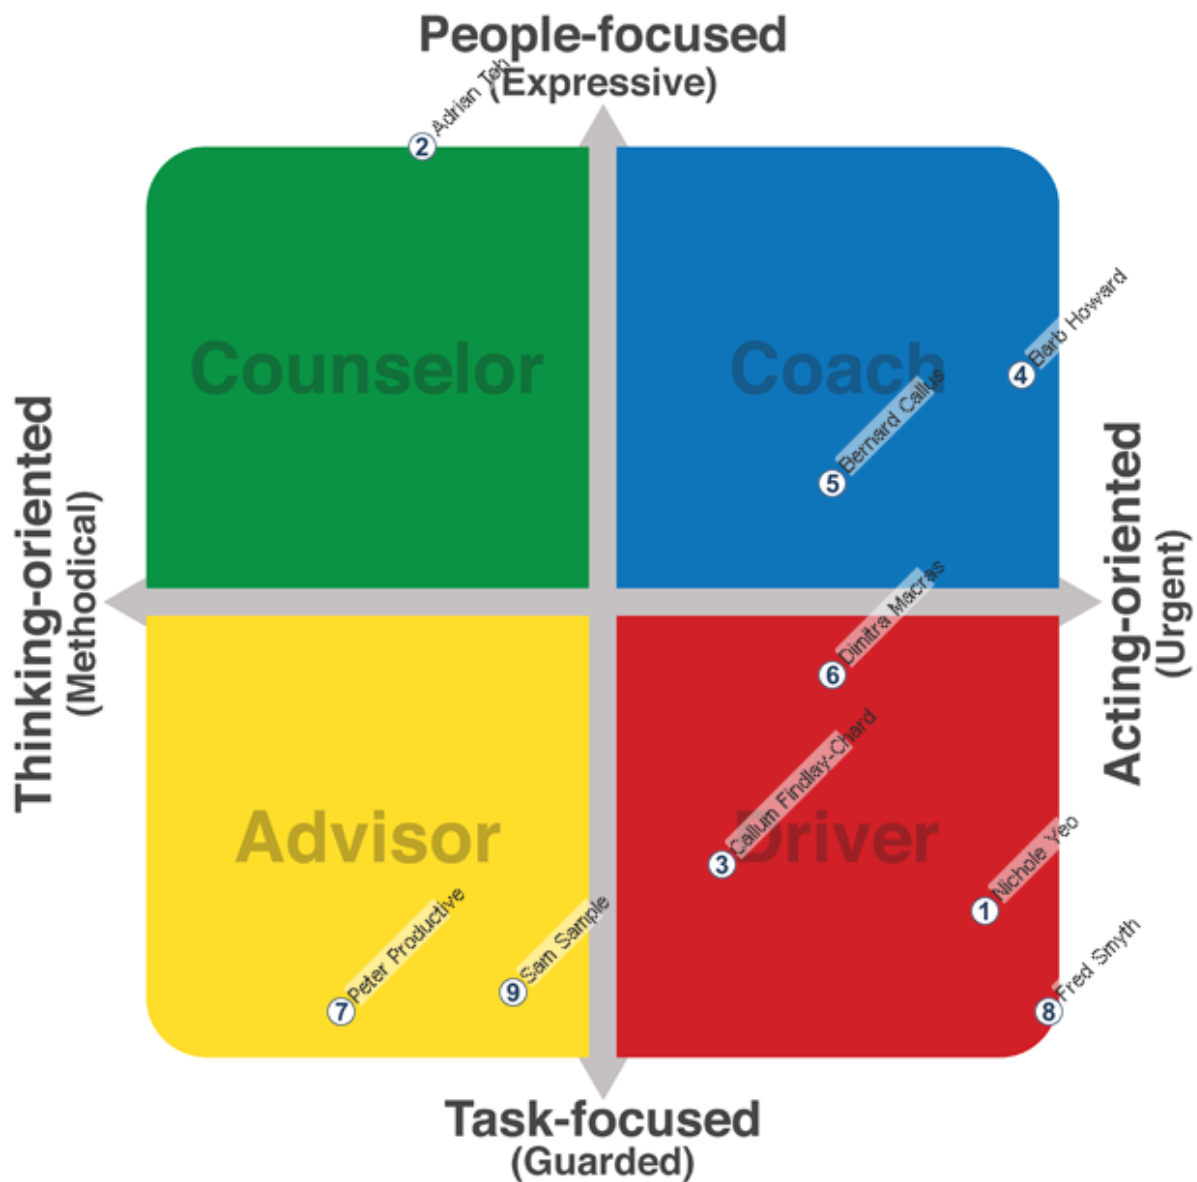 People-focused
(Expressive)
Adrian Teh
2
Counselor
Coach
Barb Howard
4
Bernard Callus
5
Thinking-oriented
(Methodical)
Acting-oriented
(Urgent)
Dimitra Macras
6
Callum Findlay-Chard
3
Advisor
Driver
Nichole Yeo
1
Peter Productive
7
Sam Sample
9
Fred Smyth
8
Task-focused
(Guarded)